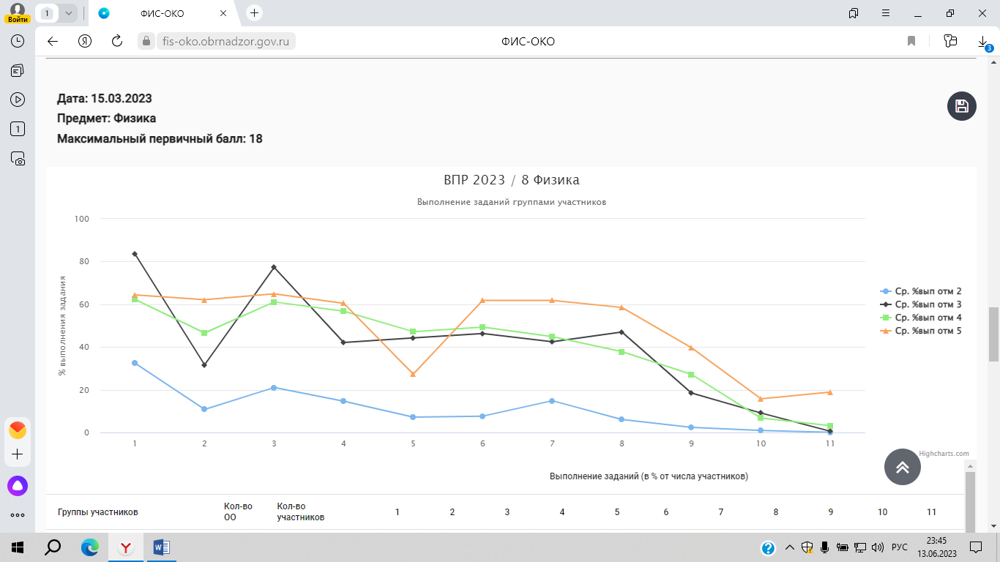 Войти
1
ФИС-ОКО
fis-oko.obrnadzor.gov.ru
ФИС-ОКО
3
1
Дата: 15.03.2023
Предмет: Физика
Максимальный первичный балл: 18
ВПР 2023 / 8 Физика
Выполнение заданий группами участников
% выполнения задания
100
80
60
40
20
0
1 2 3 4 5 6 7 8 9 10 11
Ср. %вып отм 2
Ср. %вып отм 3
Ср. %вып отм 4
Ср. %вып отм 5
Highcharts.com
Выполнение заданий (в % от числа участников)
Группы участников Кол-во ОО Кол-во участников 1 2 3 4 5 6 7 8 9 10 11
РУС
23:45
13.06.2023